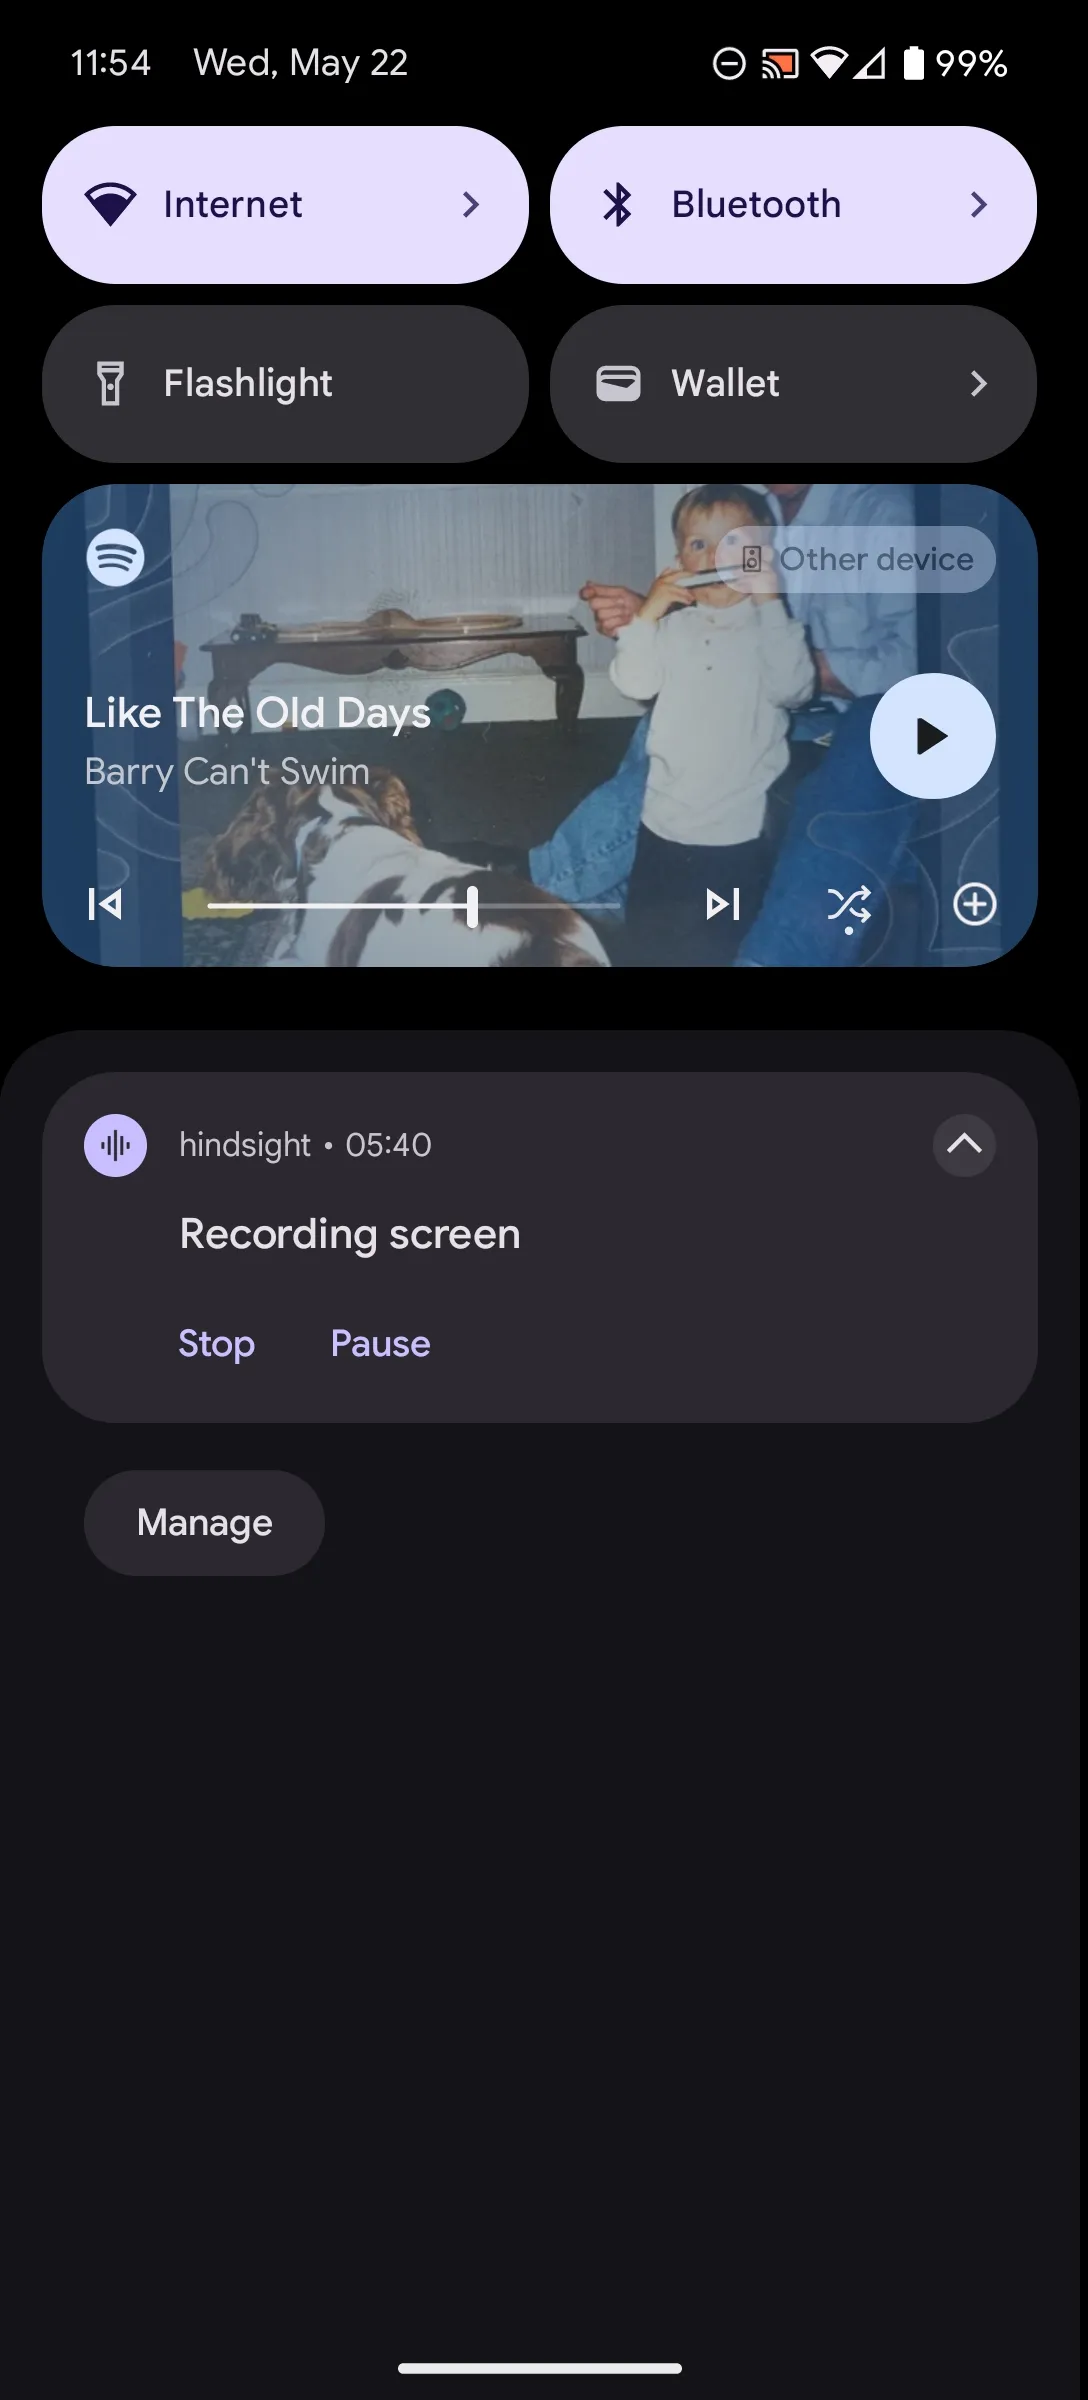 11:54 Wed, May 22 99%
Internet Bluetooth
Flashlight Wallet
Other device
Like The Old Days
Barry Can't Swim
hindsight • 05:40
Recording screen
Stop Pause
Manage